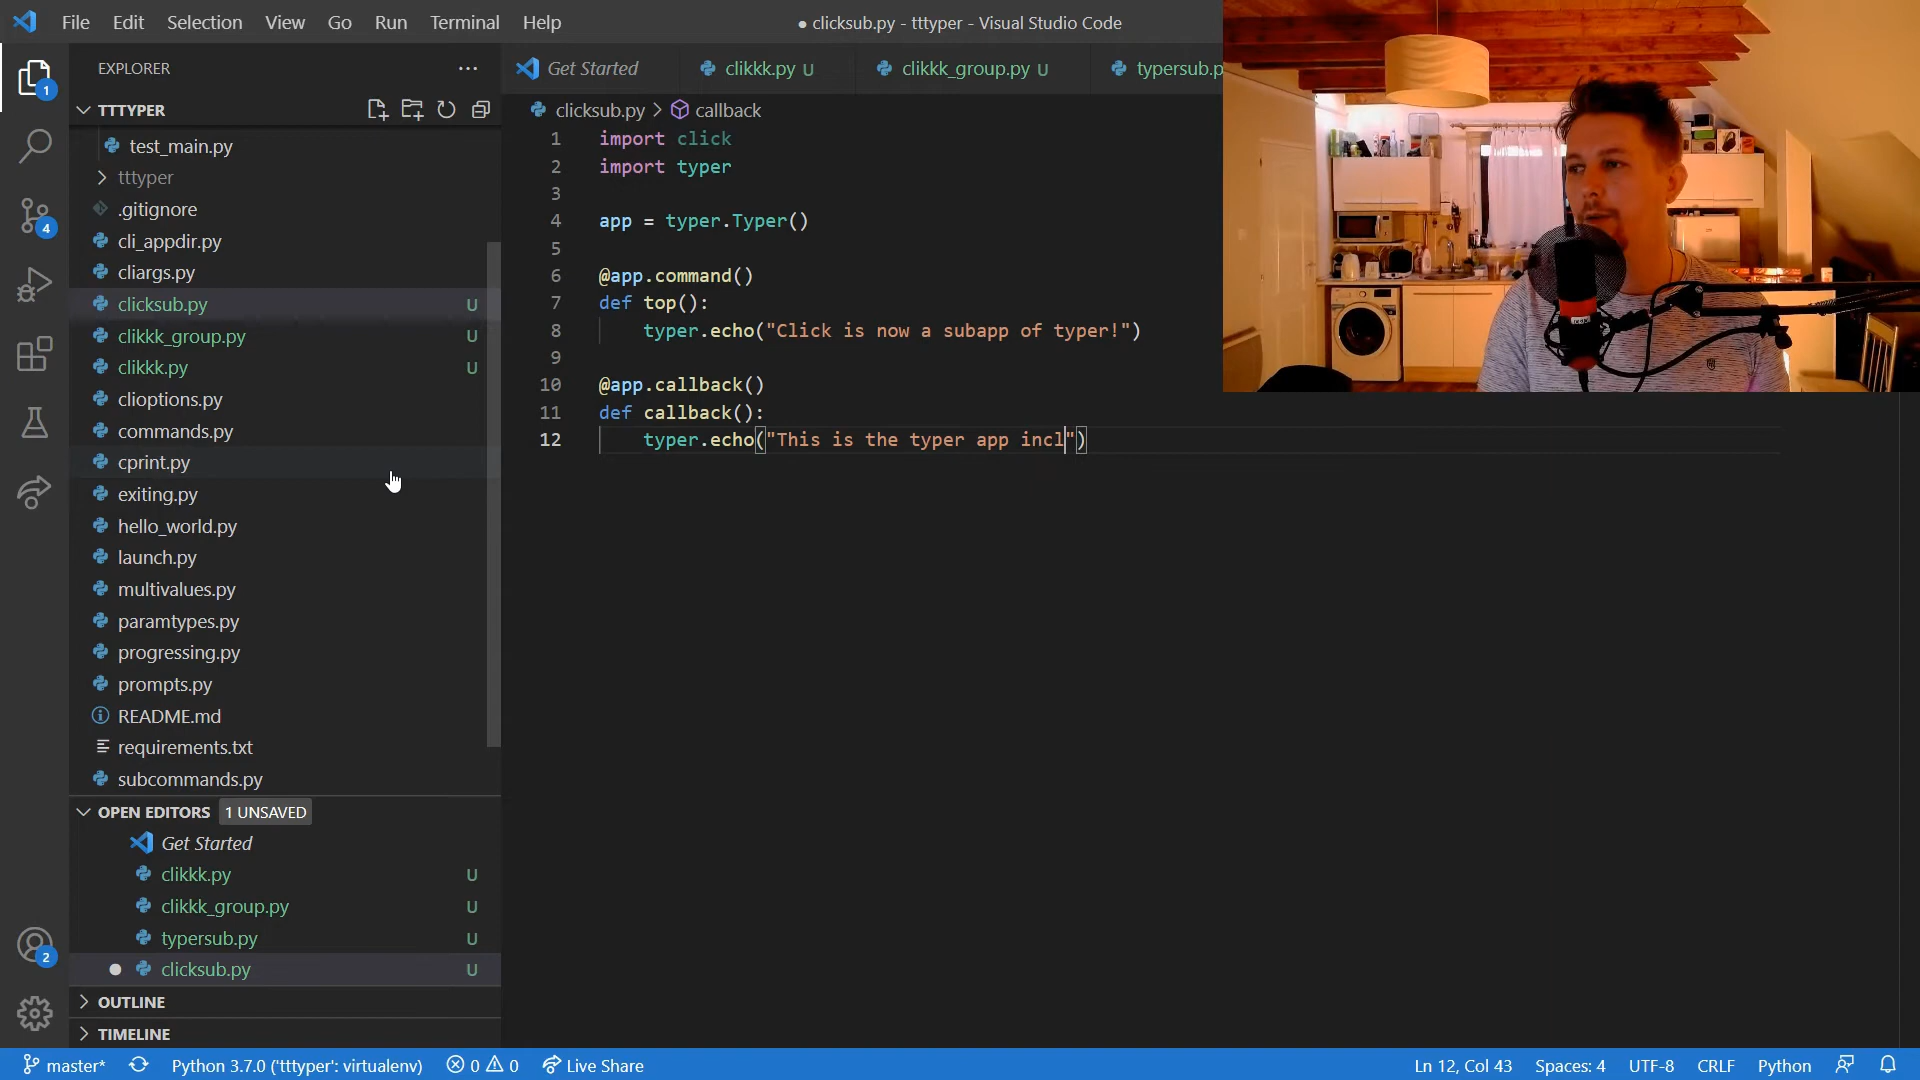 File Edit Selection View Go Run Terminal Help
● clicksub.py - tttyper - Visual Studio Code
EXPLORER
Get Started
clikkk.py U
clikkk_group.py U
typersub.p
TTTYPER
clicksub.py > callback
test_main.py
tttyper
.gitignore
cli_appdir.py
cliargs.py
clicksub.py U
clikkk_group.py U
clikkk.py U
clioptions.py
commands.py
cprint.py
exiting.py
hello_world.py
launch.py
multivalues.py
paramtypes.py
progressing.py
prompts.py
README.md
requirements.txt
subcommands.py
1 import click
2 import typer
3
4 app = typer.Typer()
5
6 @app.command()
7 def top():
8 typer.echo("Click is now a subapp of typer!")
9
10 @app.callback()
11 def callback():
12 typer.echo("This is the typer app incl")
OPEN EDITORS 1 UNSAVED
Get Started
clikkk.py U
clikkk_group.py U
typersub.py U
clicksub.py U
OUTLINE
TIMELINE
1
4
2
master* Python 3.7.0 ('tttyper': virtualenv) 0 0 Live Share
Ln 12, Col 43 Spaces: 4 UTF-8 CRLF Python